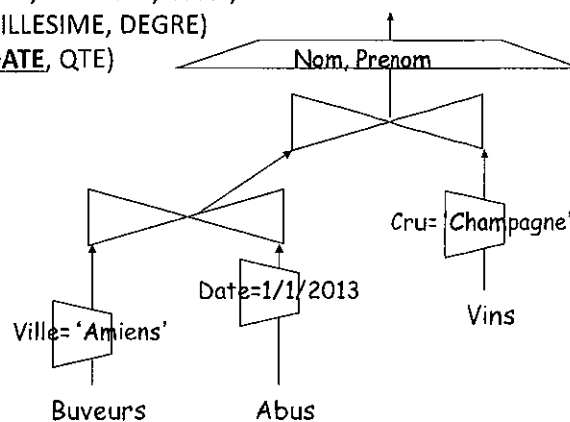 ILLESIME, DEGRE)
ATE, QTE)
Nom, Prenom
Cru= 'Champagne'
Date=1/1/2013
Ville= 'Amiens'
Vins
Buveurs
Abus